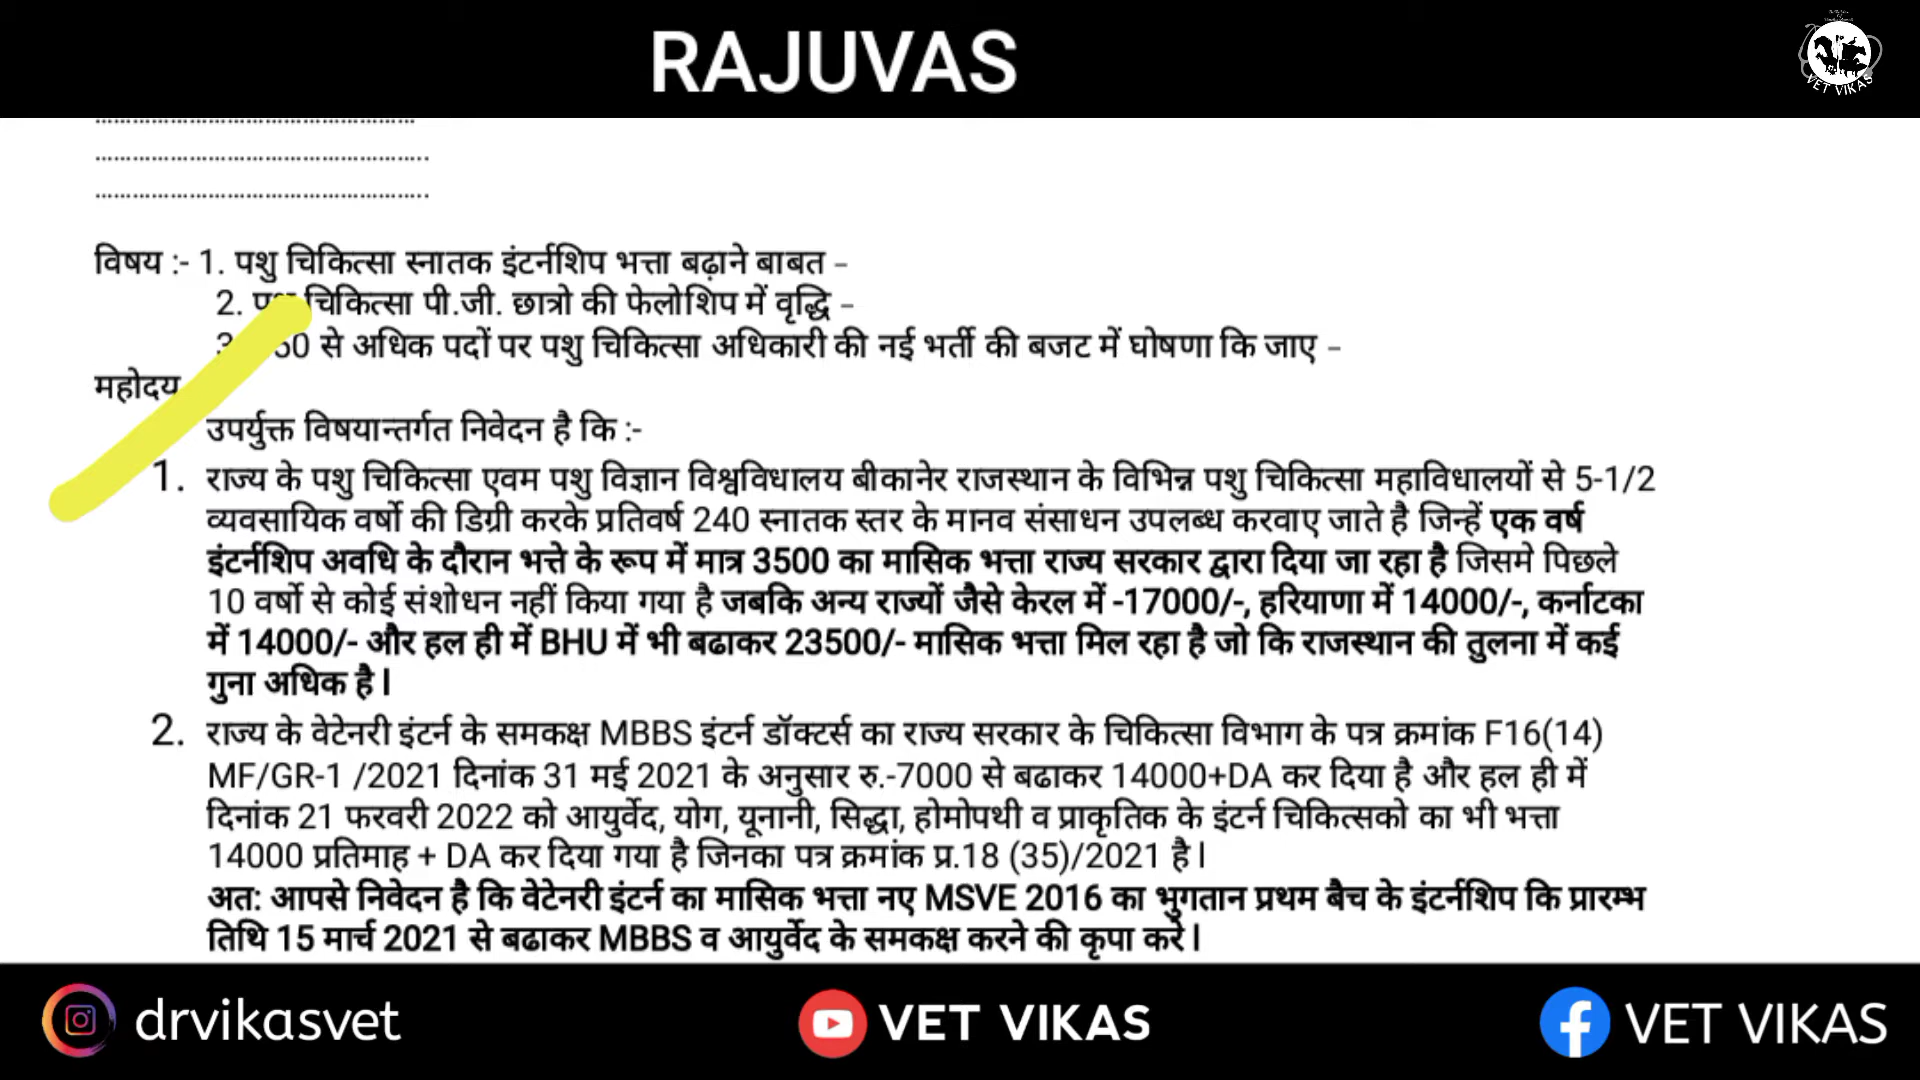 RAJUVAS
VET VIKAS
विषय :- 1. पशु चिकित्सा स्नातक इंटर्नशिप भत्ता बढ़ाने बाबत –
2. चिकित्सा पी.जी. छात्रो की फेलोशिप में वृद्धि –
से अधिक पदों पर पशु चिकित्सा अधिकारी की नई भर्ती की बजट में घोषणा कि जाए –
महोदय
उपर्युक्त विषयान्तर्गत निवेदन है कि :-
1. राज्य के पशु चिकित्सा एवम पशु विज्ञान विश्वविधालय बीकानेर राजस्थान के विभिन्न पशु चिकित्सा महाविधालयों से 5-1/2
व्यवसायिक वर्षो की डिग्री करके प्रतिवर्ष 240 स्नातक स्तर के मानव संसाधन उपलब्ध करवाए जाते है जिन्हें एक वर्ष
इंटर्नशिप अवधि के दौरान भत्ते के रूप में मात्र 3500 का मासिक भत्ता राज्य सरकार द्वारा दिया जा रहा है जिसमे पिछले
10 वर्षो से कोई संशोधन नहीं किया गया है जबकि अन्य राज्यों जैसे केरल में -17000/-, हरियाणा में 14000/-, कर्नाटका
में 14000/- और हल ही में BHU में भी बढाकर 23500/- मासिक भत्ता मिल रहा है जो कि राजस्थान की तुलना में कई
गुना अधिक है l
2. राज्य के वेटेनरी इंटर्न के समकक्ष MBBS इंटर्न डॉक्टर्स का राज्य सरकार के चिकित्सा विभाग के पत्र क्रमांक F16(14)
MF/GR-1 /2021 दिनांक 31 मई 2021 के अनुसार रु.-7000 से बढाकर 14000+DA कर दिया है और हल ही में
दिनांक 21 फरवरी 2022 को आयुर्वेद, योग, यूनानी, सिद्धा, होमोपथी व प्राकृतिक के इंटर्न चिकित्सको का भी भत्ता
14000 प्रतिमाह + DA कर दिया गया है जिनका पत्र क्रमांक प्र.18 (35)/2021 है l
अत: आपसे निवेदन है कि वेटेनरी इंटर्न का मासिक भत्ता नए MSVE 2016 का भुगतान प्रथम बैच के इंटर्नशिप कि प्रारम्भ
तिथि 15 मार्च 2021 से बढाकर MBBS व आयुर्वेद के समकक्ष करने की कृपा करे l
drvikasvet
VET VIKAS
VET VIKAS